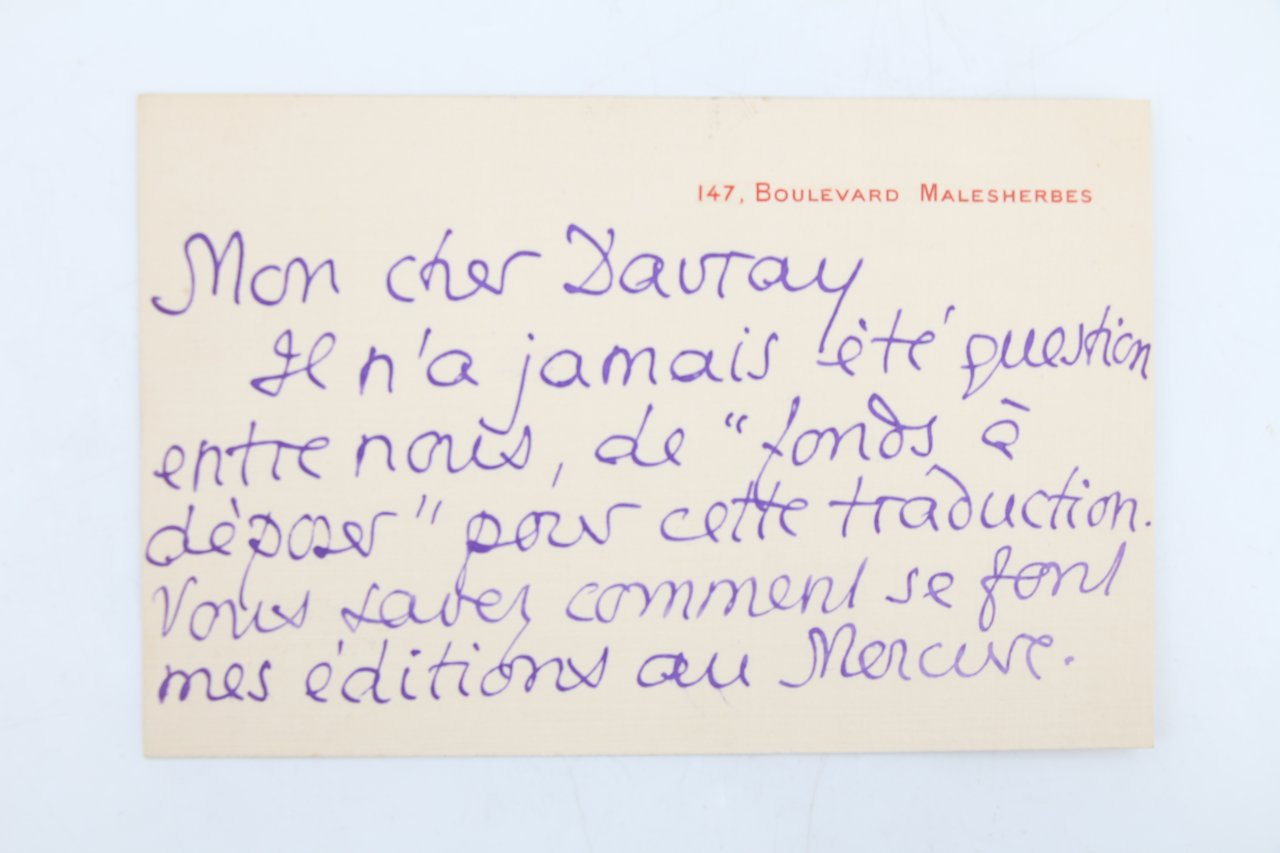 147, BOULEVARD MALESHERBES
Mon cher Davray
Il n'a jamais été question
entre nous, de "fonds à
déposer" pour cette traduction.
Vous savez comment se font
mes éditions au Mercure.